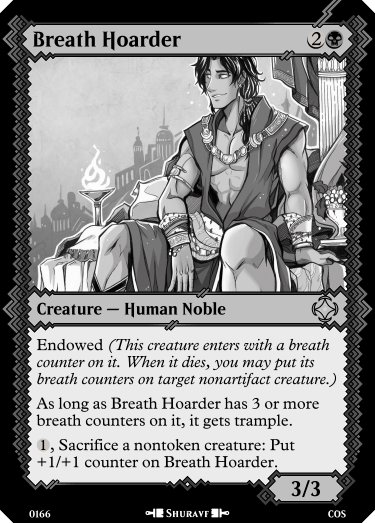 Breath Hoarder 2
Creature — Human Noble
Endowed (This creature enters with a breath
counter on it. When it dies, you may put its
breath counters on target nonartifact creature.)
As long as Breath Hoarder has 3 or more
breath counters on it, it gets trample.
1, Sacrifice a nontoken creature: Put
+1/+1 counter on Breath Hoarder.
3/3
0166 Shurayf COS